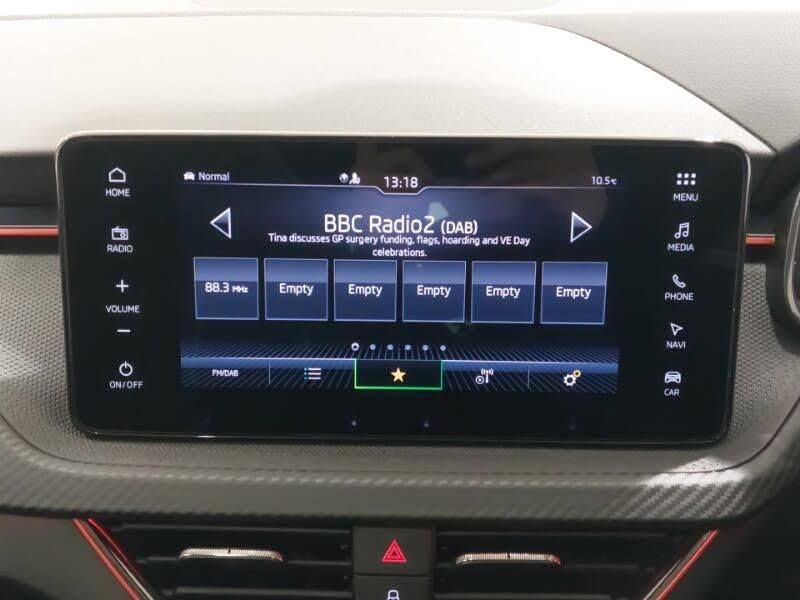 HOME
RADIO
+
VOLUME
−
ON/OFF
Normal
13:18
10.5°C
BBC Radio2 (DAB)
Tina discusses GP surgery funding, flags, hoarding and VE Day
celebrations.
88.3 MHz
Empty
Empty
Empty
Empty
Empty
FM/DAB
MENU
MEDIA
PHONE
NAVI
CAR